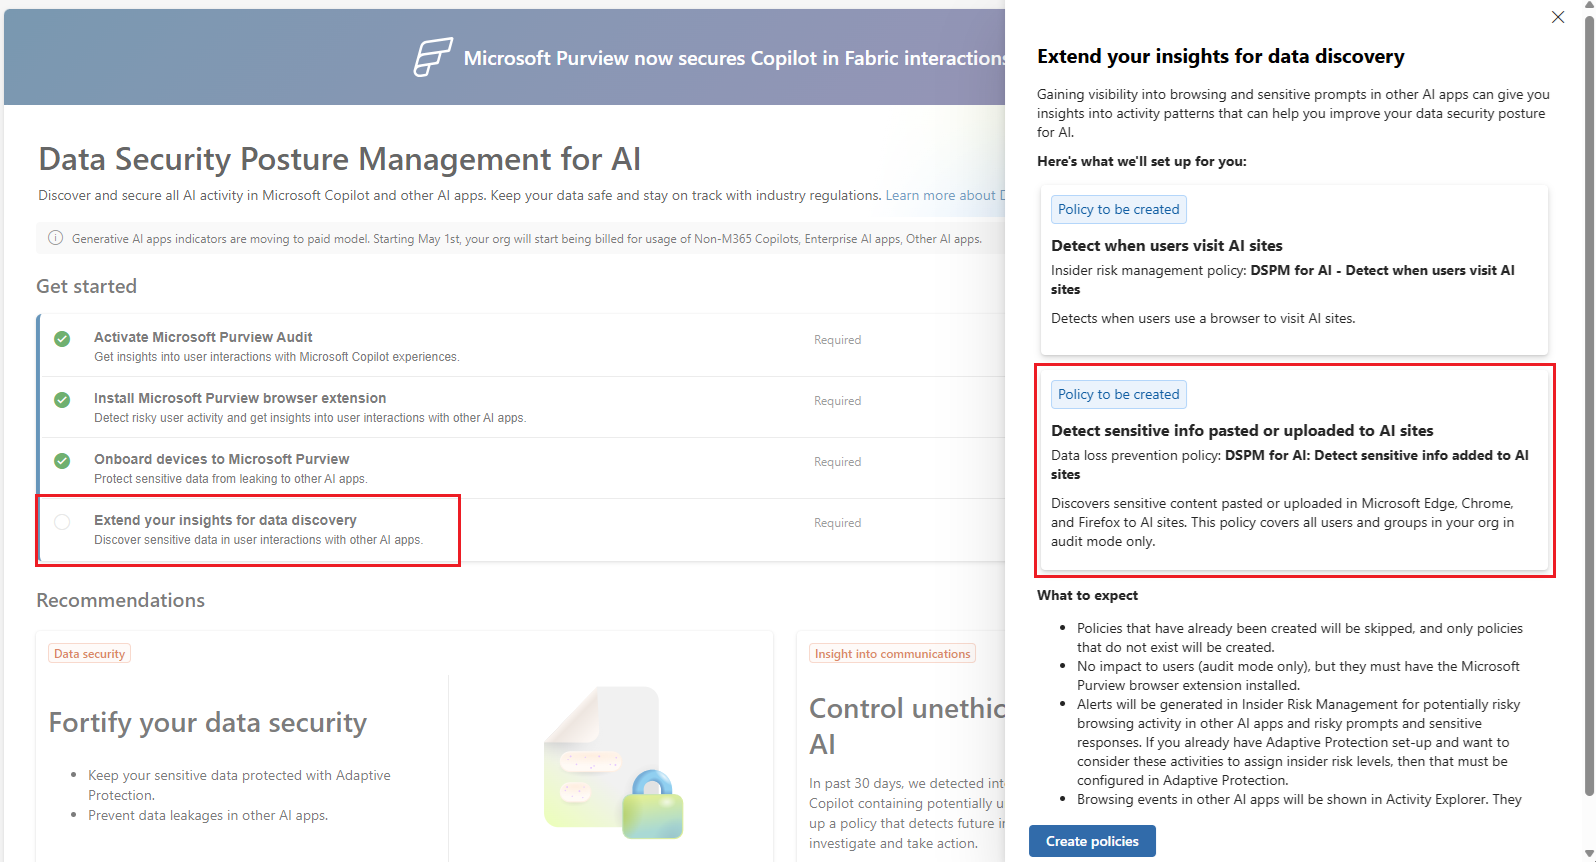 Microsoft Purview now secures Copilot in Fabric interactions
Data Security Posture Management for AI
Discover and secure all AI activity in Microsoft Copilot and other AI apps. Keep your data safe and stay on track with industry regulations. Learn more about D
Generative AI apps indicators are moving to paid model. Starting May 1st, your org will start being billed for usage of Non-M365 Copilots, Enterprise AI apps, Other AI apps.
Get started
Activate Microsoft Purview Audit
Required
Get insights into user interactions with Microsoft Copilot experiences.
Install Microsoft Purview browser extension
Required
Detect risky user activity and get insights into user interactions with other AI apps.
Onboard devices to Microsoft Purview
Required
Protect sensitive data from leaking to other AI apps.
Extend your insights for data discovery
Required
Discover sensitive data in user interactions with other AI apps.
Recommendations
Data security
Fortify your data security
Keep your sensitive data protected with Adaptive
Protection.
Prevent data leakages in other AI apps.
Insight into communications
Control unethic
AI
In past 30 days, we detected int
Copilot containing potentially u
up a policy that detects future in
investigate and take action.
Extend your insights for data discovery
Gaining visibility into browsing and sensitive prompts in other AI apps can give you
insights into activity patterns that can help you improve your data security posture
for AI.
Here's what we'll set up for you:
Policy to be created
Detect when users visit AI sites
Insider risk management policy: DSPM for AI - Detect when users visit AI
sites
Detects when users use a browser to visit AI sites.
Policy to be created
Detect sensitive info pasted or uploaded to AI sites
Data loss prevention policy: DSPM for AI: Detect sensitive info added to AI
sites
Discovers sensitive content pasted or uploaded in Microsoft Edge, Chrome,
and Firefox to AI sites. This policy covers all users and groups in your org in
audit mode only.
What to expect
Policies that have already been created will be skipped, and only policies
that do not exist will be created.
No impact to users (audit mode only), but they must have the Microsoft
Purview browser extension installed.
Alerts will be generated in Insider Risk Management for potentially risky
browsing activity in other AI apps and risky prompts and sensitive
responses. If you already have Adaptive Protection set-up and want to
consider these activities to assign insider risk levels, then that must be
configured in Adaptive Protection.
Browsing events in other AI apps will be shown in Activity Explorer. They
Create policies